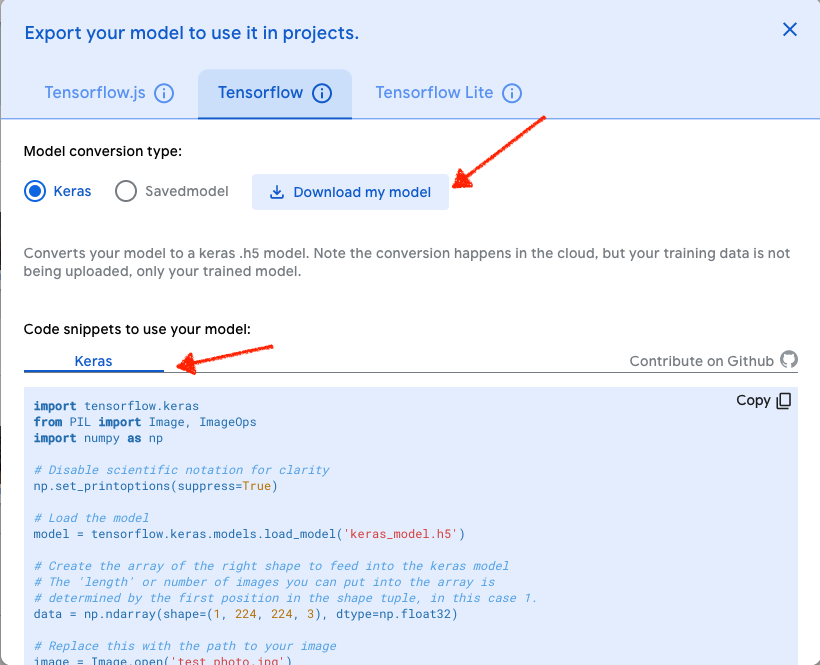 Export your model to use it in projects.
Tensorflow.js
Tensorflow
Tensorflow Lite
Model conversion type:
Keras
Savedmodel
Download my model
Converts your model to a keras .h5 model. Note the conversion happens in the cloud, but your training data is not
being uploaded, only your trained model.
Code snippets to use your model:
Keras
Contribute on Github
Copy
import tensorflow.keras
from PIL import Image, ImageOps
import numpy as np
# Disable scientific notation for clarity
np.set_printoptions(suppress=True)
# Load the model
model = tensorflow.keras.models.load_model('keras_model.h5')
# Create the array of the right shape to feed into the keras model
# The 'length' or number of images you can put into the array is
# determined by the first position in the shape tuple, in this case 1.
data = np.ndarray(shape=(1, 224, 224, 3), dtype=np.float32)
# Replace this with the path to your image
image = Image.open('test_photo.jpg')